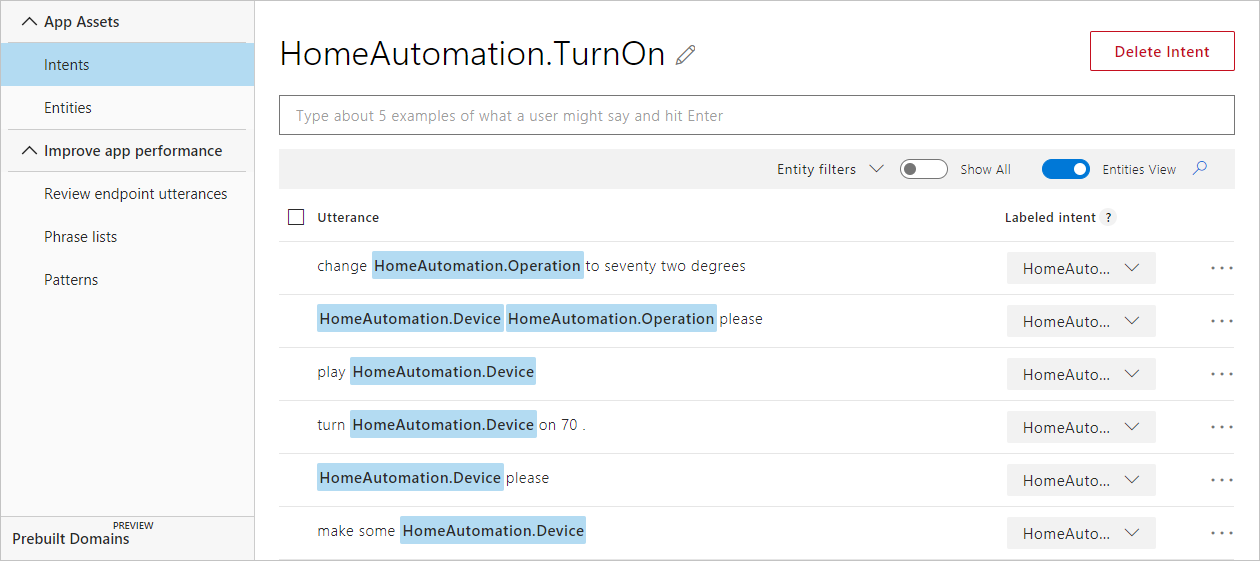 App Assets
Intents
Entities
Improve app performance
Review endpoint utterances
Phrase lists
Patterns
PREVIEW
Prebuilt Domains
HomeAutomation.TurnOn
Delete Intent
Type about 5 examples of what a user might say and hit Enter
Entity filters Show All Entities View
Utterance Labeled intent ?
change HomeAutomation.Operation to seventy two degrees HomeAuto... ...
HomeAutomation.Device HomeAutomation.Operation please HomeAuto... ...
play HomeAutomation.Device HomeAuto... ...
turn HomeAutomation.Device on 70 . HomeAuto... ...
HomeAutomation.Device please HomeAuto... ...
make some HomeAutomation.Device HomeAuto... ...